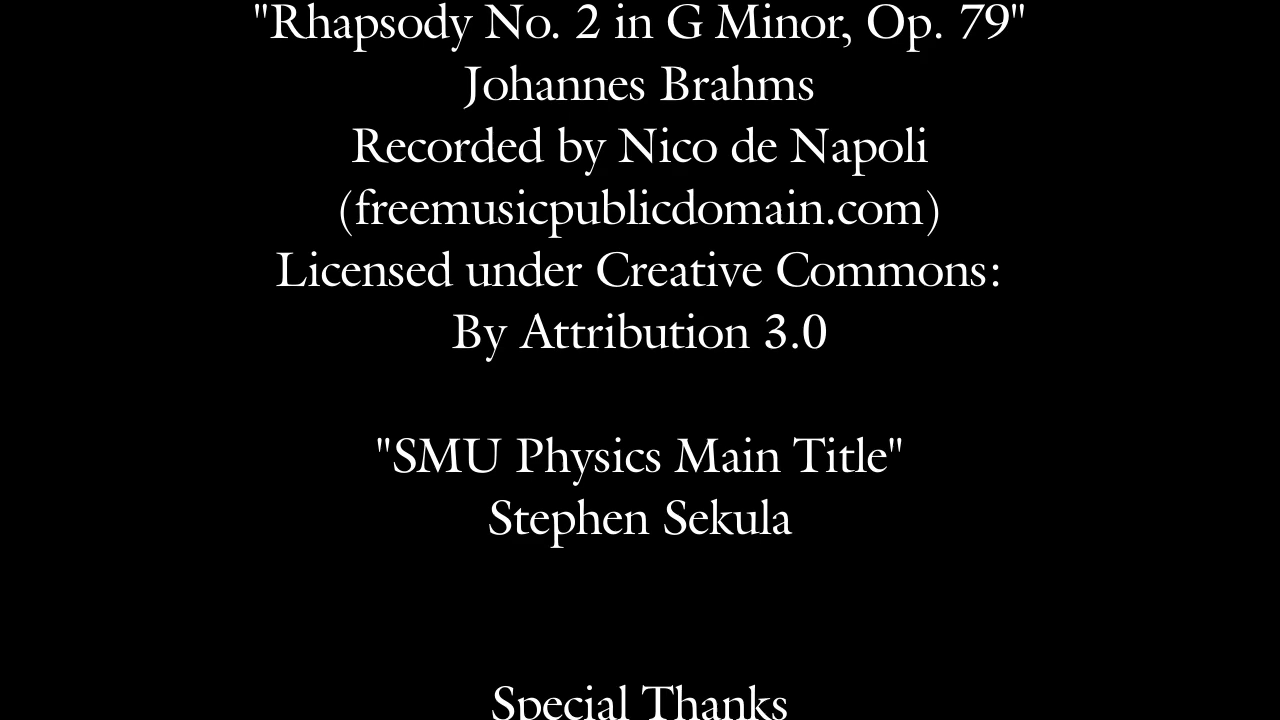 "Rhapsody No. 2 in G Minor, Op. 79"
Johannes Brahms
Recorded by Nico de Napoli
(freemusicpublicdomain.com)
Licensed under Creative Commons:
By Attribution 3.0
"SMU Physics Main Title"
Stephen Sekula
Special Thanks